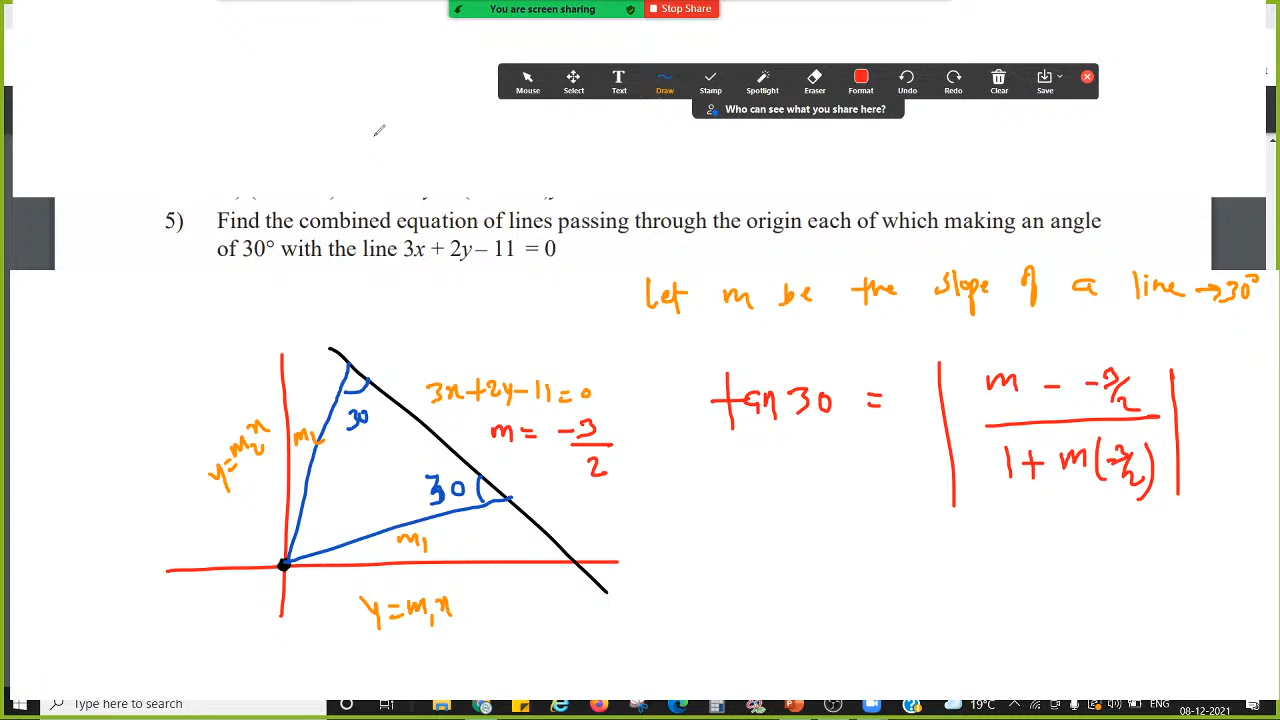 You are screen sharing
Stop Share
Mouse Select Text Draw Stamp Spotlight Eraser Format Undo Redo Clear Save
Who can see what you share here?
5) Find the combined equation of lines passing through the origin each of which making an angle
of 30° with the line 3x + 2y – 11 = 0
Let m be the slope of a line → 30°
3x+2y-11=0
m = -3/2
30
30
m2
m1
y=m2x
y=m1x
tan 30 = | m - -3/2 / 1 + m(-3/2) |
Type here to search
19°C
ENG
08-12-2021